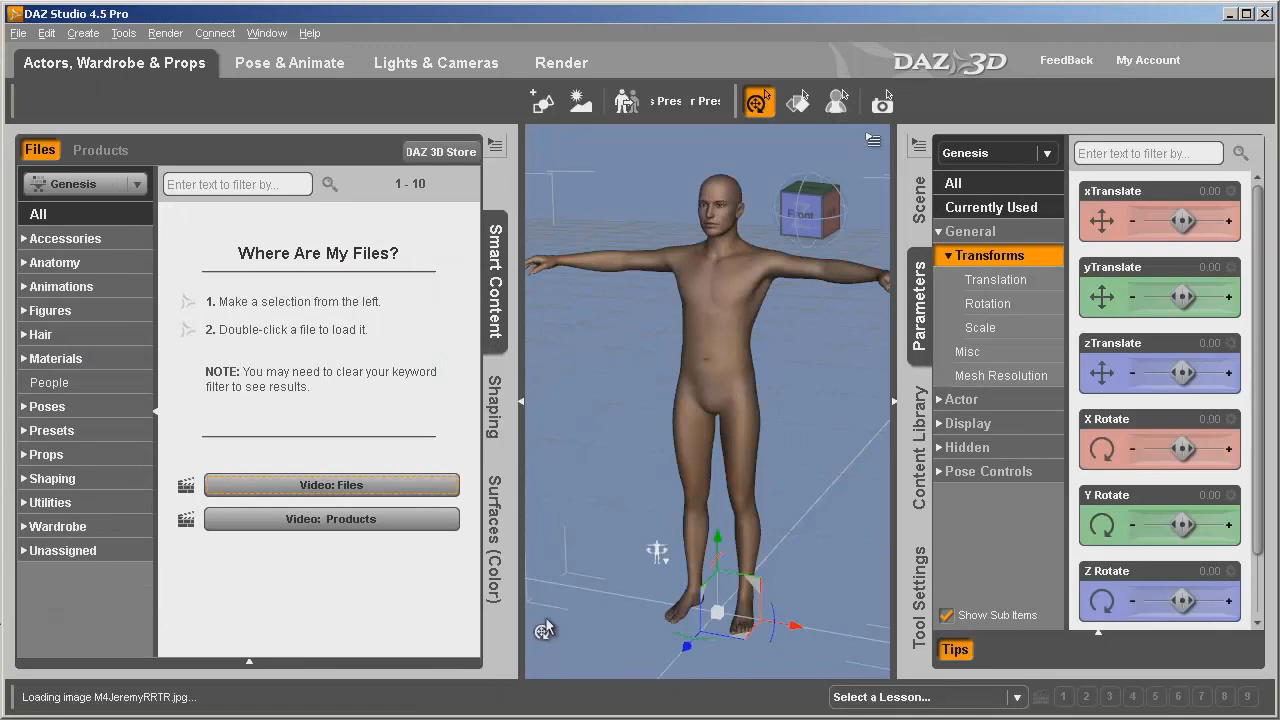 DAZ Studio 4.5 Pro
File Edit Create Tools Render Connect Window Help
Actors, Wardrobe & Props Pose & Animate Lights & Cameras Render
DAZ 3D FeedBack My Account
s Pres r Pres
Files Products DAZ 3D Store
Genesis Enter text to filter by... 1 - 10
All
Accessories
Anatomy
Animations
Figures
Hair
Materials
People
Poses
Presets
Props
Shaping
Utilities
Wardrobe
Unassigned
Where Are My Files?
1. Make a selection from the left.
2. Double-click a file to load it.
NOTE: You may need to clear your keyword
filter to see results.
Video: Files
Video: Products
Smart Content
Shaping
Surfaces (Color)
Front
Scene
Parameters
Content Library
Tool Settings
Genesis Enter text to filter by...
All
Currently Used
General
Transforms
Translation
Rotation
Scale
Misc
Mesh Resolution
Actor
Display
Hidden
Pose Controls
Show Sub Items
xTranslate 0.00
- +
yTranslate 0.00
- +
zTranslate 0.00
- +
X Rotate 0.00
- +
Y Rotate 0.00
- +
Z Rotate 0.00
- +
Tips
Loading image M4JeremyRRTR.jpg... Select a Lesson... 1 2 3 4 5 6 7 8 9